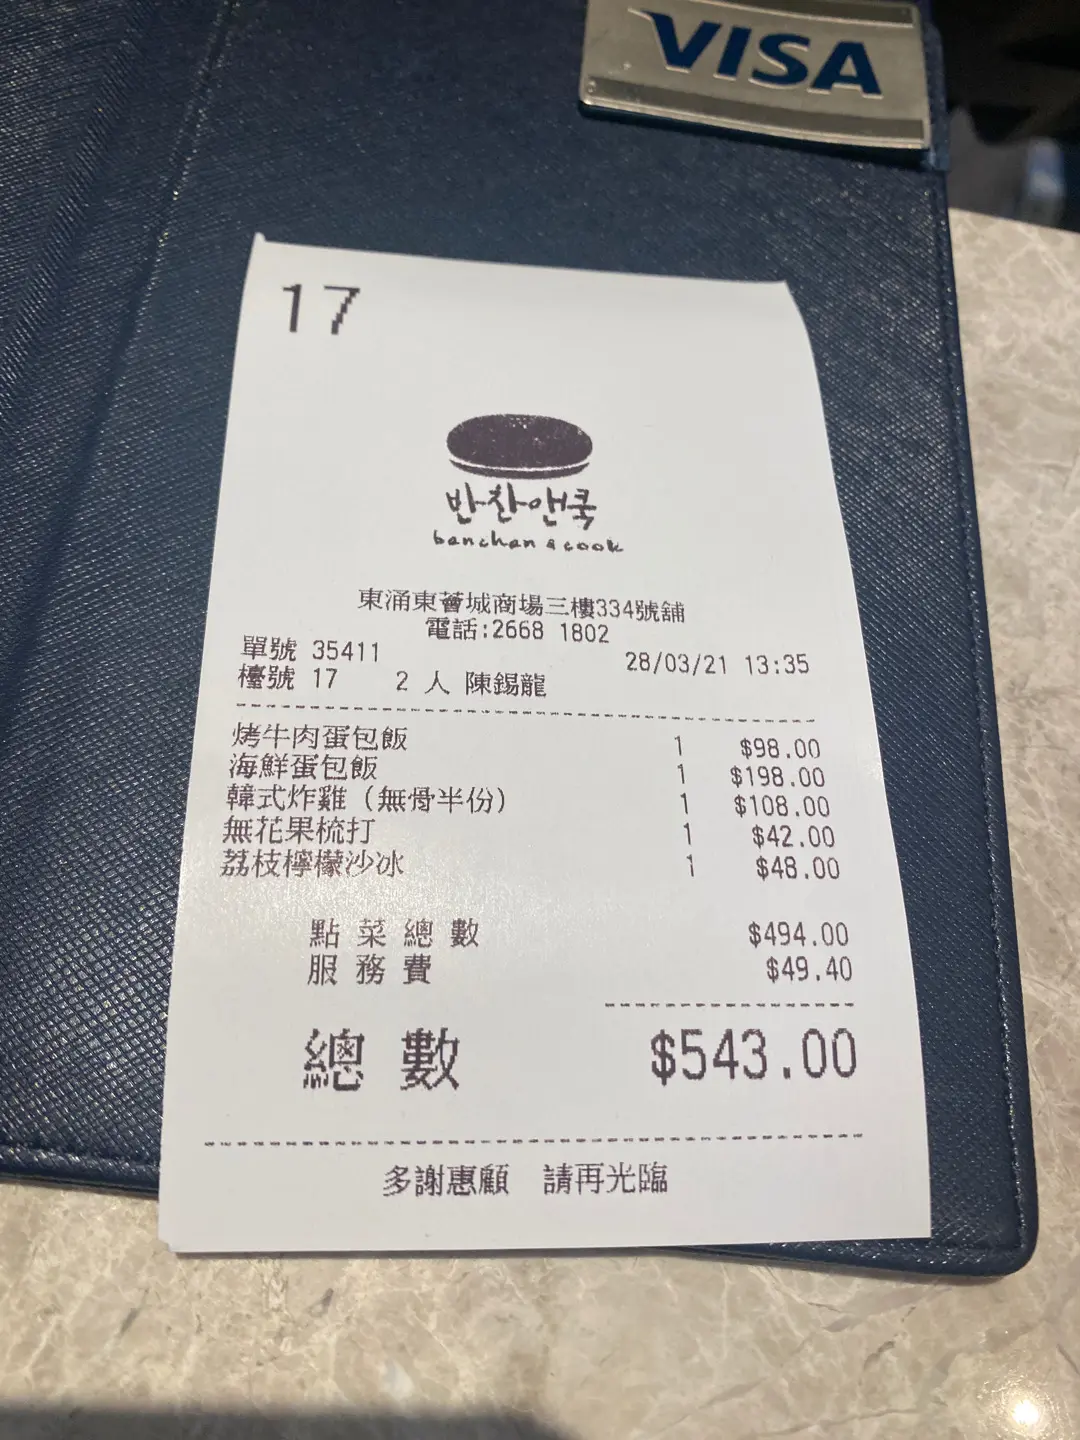 VISA
17
반찬앤쿡
banchan & cook
東涌東薈城商場三樓334號舖
電話:2668 1802
單號 35411 28/03/21 13:35
檯號 17 2 人 陳錫龍
烤牛肉蛋包飯 1 $98.00
海鮮蛋包飯 1 $198.00
韓式炸雞 (無骨半份) 1 $108.00
無花果梳打 1 $42.00
荔枝檸檬沙冰 1 $48.00
點菜總數 $494.00
服務費 $49.40
總數 $543.00
多謝惠顧 請再光臨